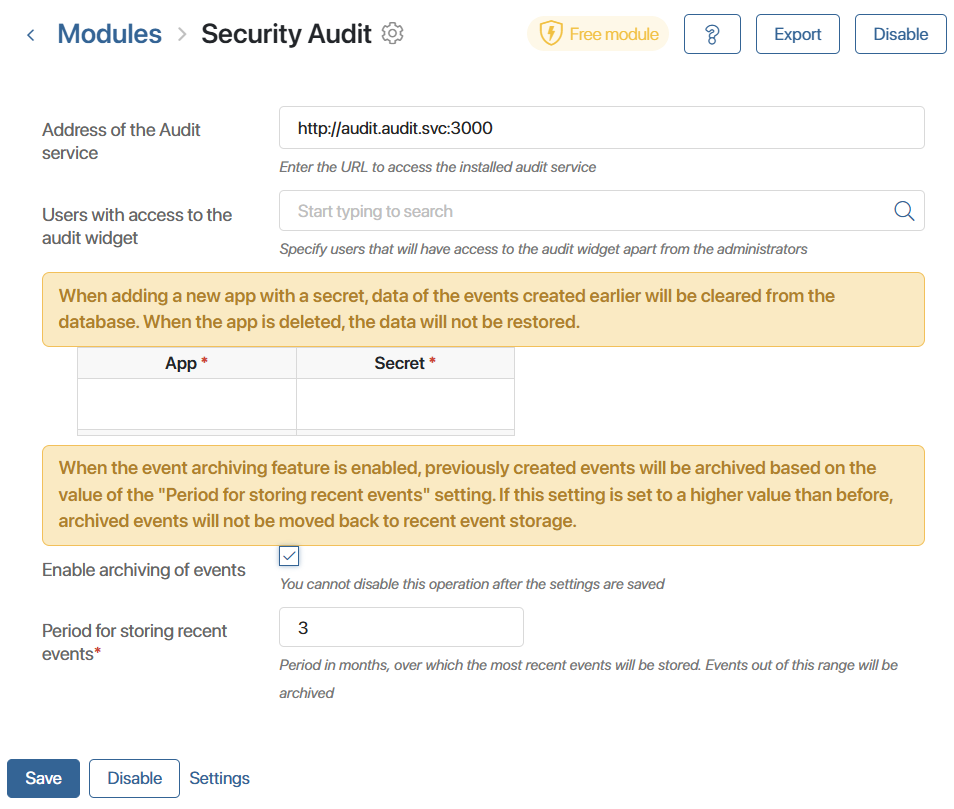 Modules > Security Audit
Free module
?
Export
Disable
Address of the Audit
service
http://audit.audit.svc:3000
Enter the URL to access the installed audit service
Users with access to the
audit widget
Start typing to search
Specify users that will have access to the audit widget apart from the administrators
When adding a new app with a secret, data of the events created earlier will be cleared from the
database. When the app is deleted, the data will not be restored.
App * Secret *
When the event archiving feature is enabled, previously created events will be archived based on the
value of the "Period for storing recent events" setting. If this setting is set to a higher value than before,
archived events will not be moved back to recent event storage.
Enable archiving of events
You cannot disable this operation after the settings are saved
Period for storing recent
events*
3
Period in months, over which the most recent events will be stored. Events out of this range will be
archived
Save
Disable
Settings